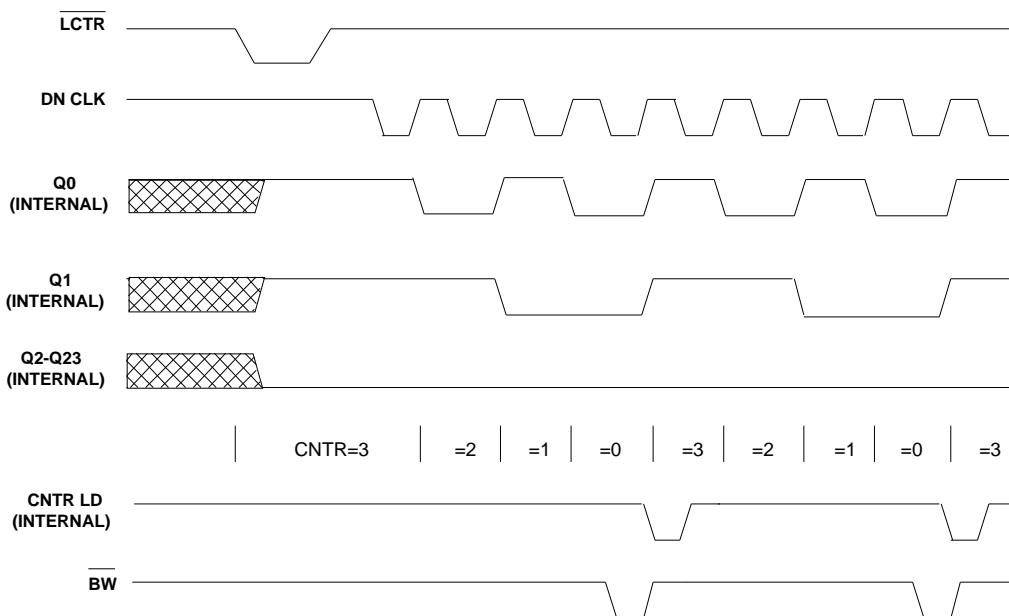 LCTR
DN CLK
Q0
(INTERNAL)
Q1
(INTERNAL)
Q2-Q23
(INTERNAL)
CNTR=3 =2 =1 =0 =3 =2 =1 =0 =3
CNTR LD
(INTERNAL)
BW